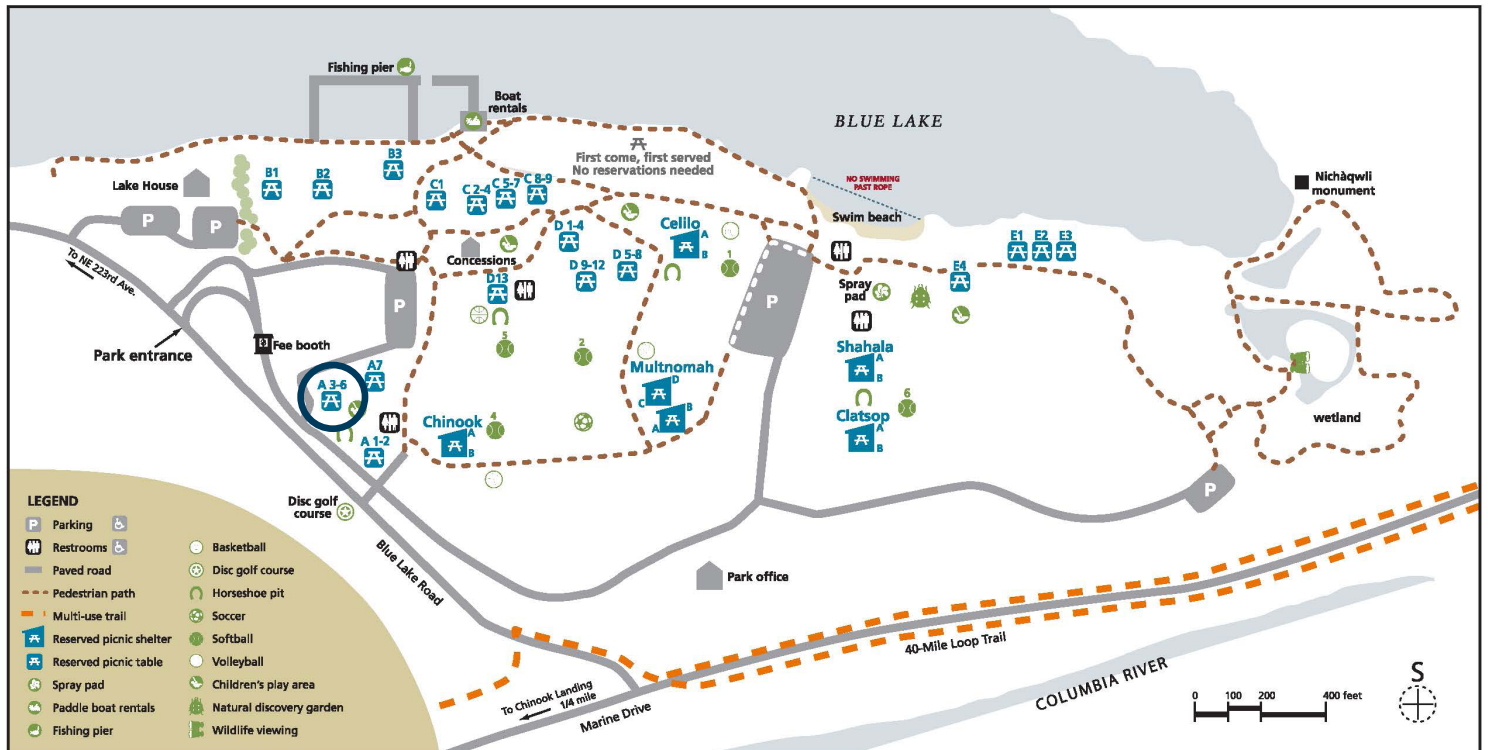 Fishing pier
Boat
rentals
BLUE LAKE
First come, first served
No reservations needed
NO SWIMMING
PAST ROPE
Swim beach
Nichàqwli
monument
Lake House
B1
B2
B3
C1
C 2-4
C 5-7
C 8-9
P
P
To NE 223rd Ave.
Concessions
D 1-4
D 5-8
D 9-12
D13
Celilo
A
B
1
P
P
E1
E2
E3
E4
Spray
pad
Park entrance
Fee booth
A 3-6
A7
A 1-2
5
2
Multnomah
D
C
B
A
Shahala
A
B
6
Clatsop
A
B
Chinook
A
B
4
wetland
P
Disc golf
course
Blue Lake Road
Park office
40-Mile Loop Trail
COLUMBIA RIVER
To Chinook Landing
1/4 mile
Marine Drive
0 100 200 400 feet
S
LEGEND
P Parking
Restrooms
Paved road
Pedestrian path
Multi-use trail
Reserved picnic shelter
Reserved picnic table
Spray pad
Paddle boat rentals
Fishing pier
Basketball
Disc golf course
Horseshoe pit
Soccer
Softball
Volleyball
Children's play area
Natural discovery garden
Wildlife viewing